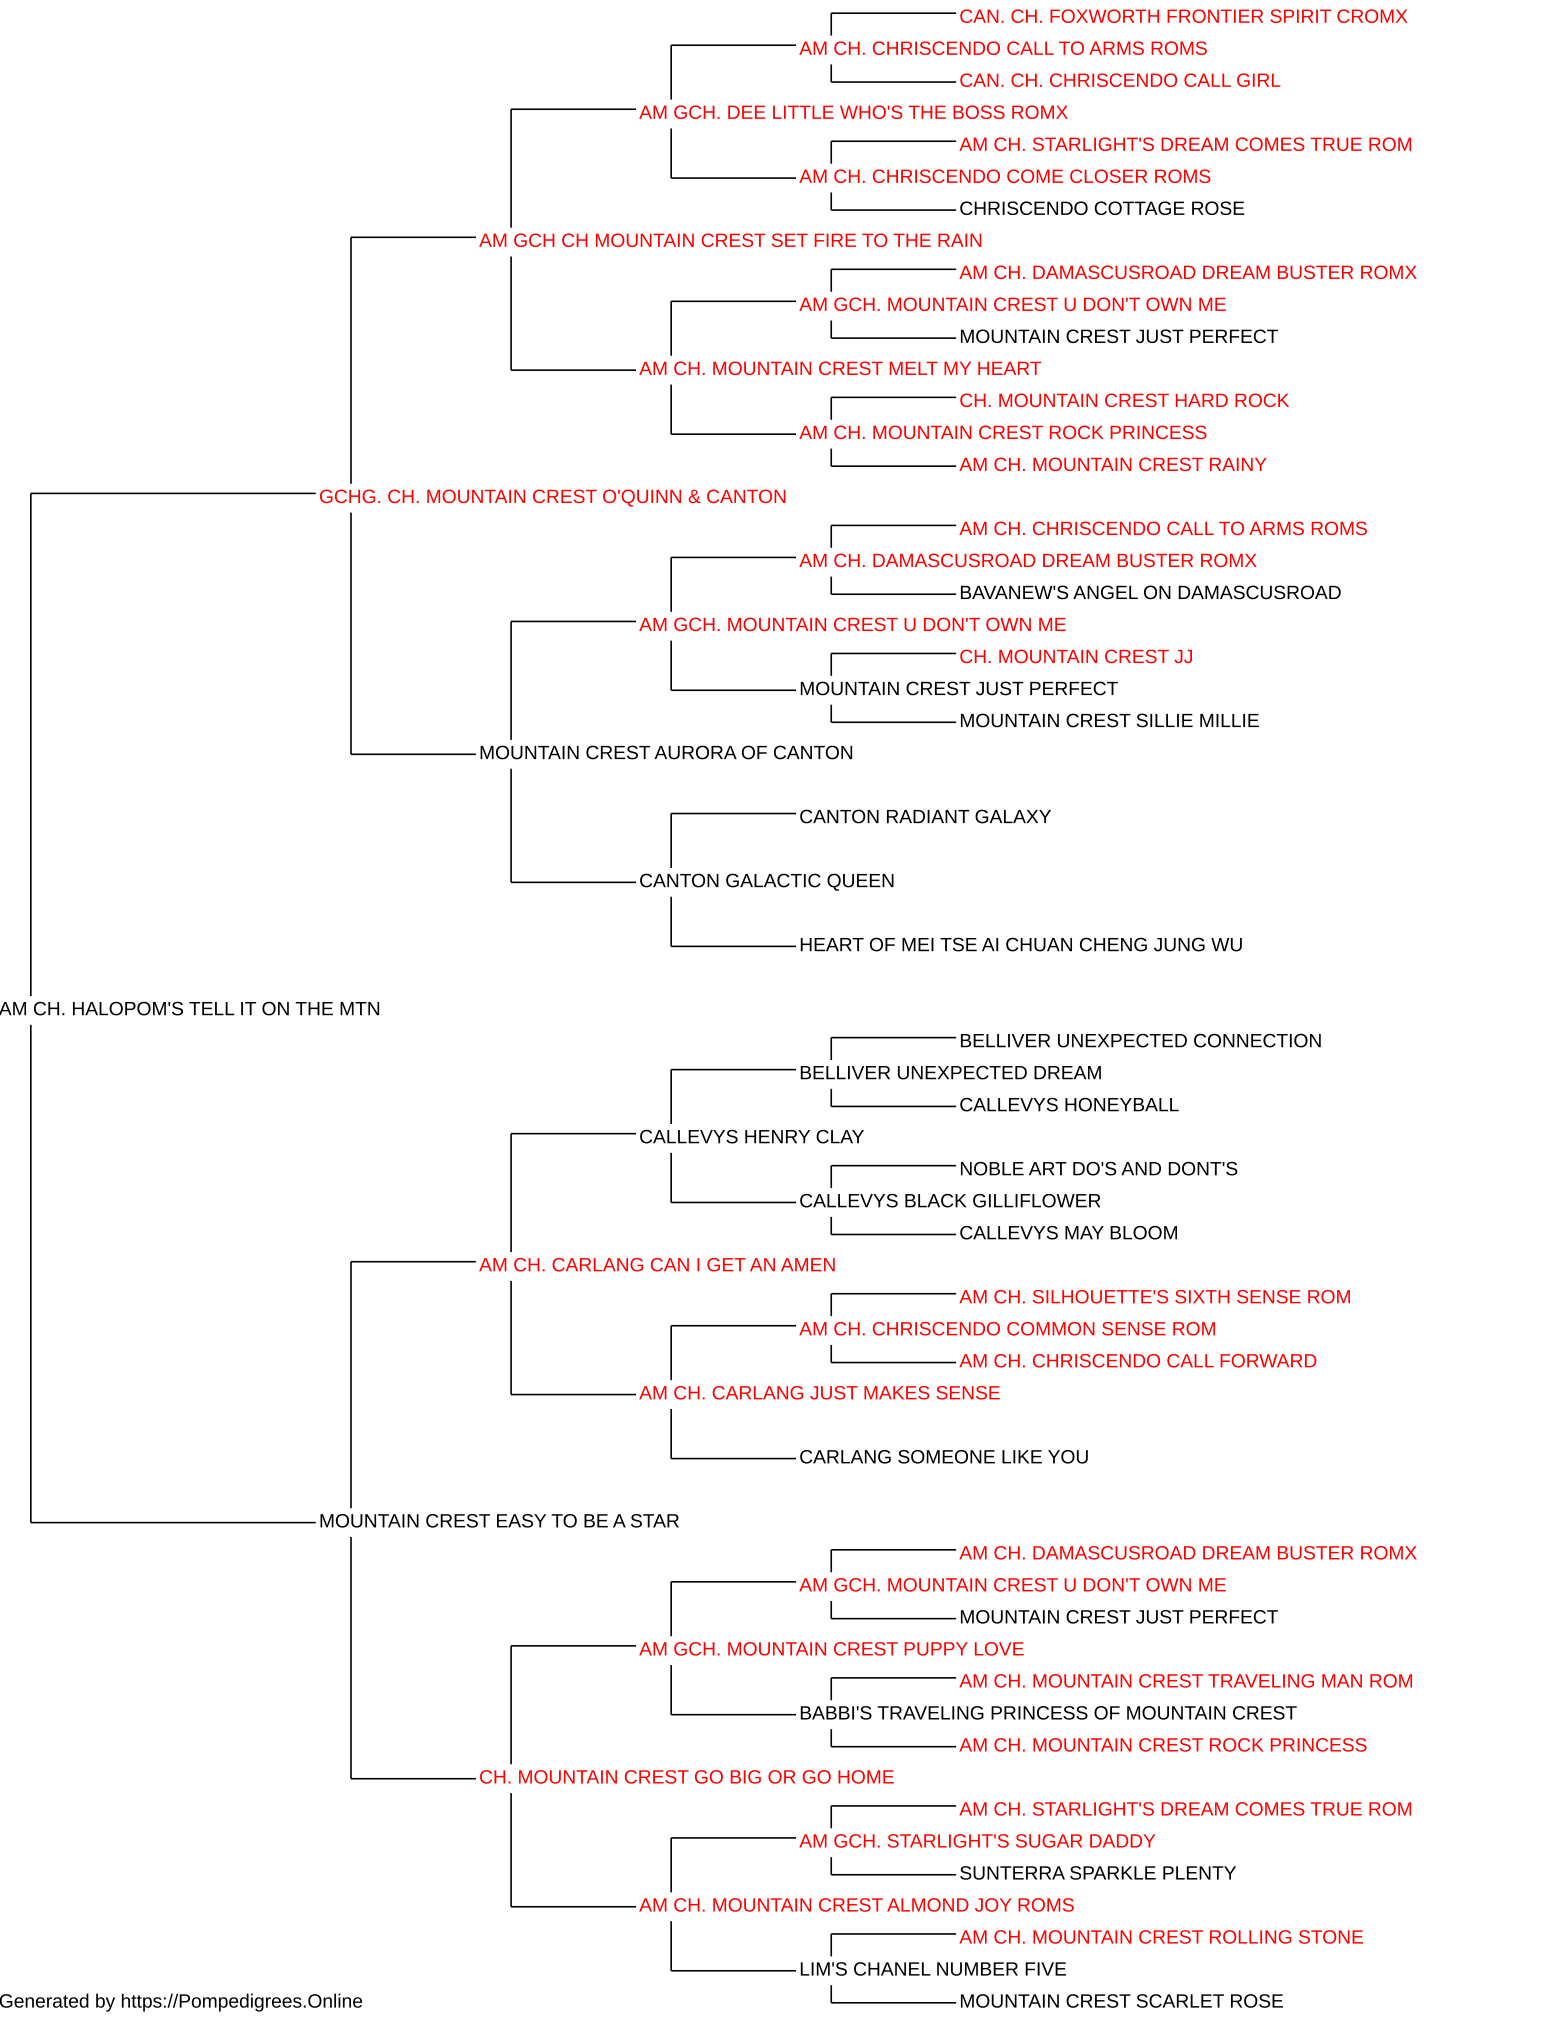 CAN. CH. FOXWORTH FRONTIER SPIRIT CROMX
AM CH. CHRISCENDO CALL TO ARMS ROMS
CAN. CH. CHRISCENDO CALL GIRL
AM GCH. DEE LITTLE WHO'S THE BOSS ROMX
AM CH. STARLIGHT'S DREAM COMES TRUE ROM
AM CH. CHRISCENDO COME CLOSER ROMS
CHRISCENDO COTTAGE ROSE
AM GCH CH MOUNTAIN CREST SET FIRE TO THE RAIN
AM CH. DAMASCUSROAD DREAM BUSTER ROMX
AM GCH. MOUNTAIN CREST U DON'T OWN ME
MOUNTAIN CREST JUST PERFECT
AM CH. MOUNTAIN CREST MELT MY HEART
CH. MOUNTAIN CREST HARD ROCK
AM CH. MOUNTAIN CREST ROCK PRINCESS
AM CH. MOUNTAIN CREST RAINY
GCHG. CH. MOUNTAIN CREST O'QUINN & CANTON
AM CH. CHRISCENDO CALL TO ARMS ROMS
AM CH. DAMASCUSROAD DREAM BUSTER ROMX
BAVANEW'S ANGEL ON DAMASCUSROAD
AM GCH. MOUNTAIN CREST U DON'T OWN ME
CH. MOUNTAIN CREST JJ
MOUNTAIN CREST JUST PERFECT
MOUNTAIN CREST SILLIE MILLIE
MOUNTAIN CREST AURORA OF CANTON
CANTON RADIANT GALAXY
CANTON GALACTIC QUEEN
HEART OF MEI TSE AI CHUAN CHENG JUNG WU
AM CH. HALOPOM'S TELL IT ON THE MTN
BELLIVER UNEXPECTED CONNECTION
BELLIVER UNEXPECTED DREAM
CALLEVYS HONEYBALL
CALLEVYS HENRY CLAY
NOBLE ART DO'S AND DONT'S
CALLEVYS BLACK GILLIFLOWER
CALLEVYS MAY BLOOM
AM CH. CARLANG CAN I GET AN AMEN
AM CH. SILHOUETTE'S SIXTH SENSE ROM
AM CH. CHRISCENDO COMMON SENSE ROM
AM CH. CHRISCENDO CALL FORWARD
AM CH. CARLANG JUST MAKES SENSE
CARLANG SOMEONE LIKE YOU
MOUNTAIN CREST EASY TO BE A STAR
AM CH. DAMASCUSROAD DREAM BUSTER ROMX
AM GCH. MOUNTAIN CREST U DON'T OWN ME
MOUNTAIN CREST JUST PERFECT
AM GCH. MOUNTAIN CREST PUPPY LOVE
AM CH. MOUNTAIN CREST TRAVELING MAN ROM
BABBI'S TRAVELING PRINCESS OF MOUNTAIN CREST
AM CH. MOUNTAIN CREST ROCK PRINCESS
CH. MOUNTAIN CREST GO BIG OR GO HOME
AM CH. STARLIGHT'S DREAM COMES TRUE ROM
AM GCH. STARLIGHT'S SUGAR DADDY
SUNTERRA SPARKLE PLENTY
AM CH. MOUNTAIN CREST ALMOND JOY ROMS
AM CH. MOUNTAIN CREST ROLLING STONE
LIM'S CHANEL NUMBER FIVE
MOUNTAIN CREST SCARLET ROSE
Generated by https://Pompedigrees.Online